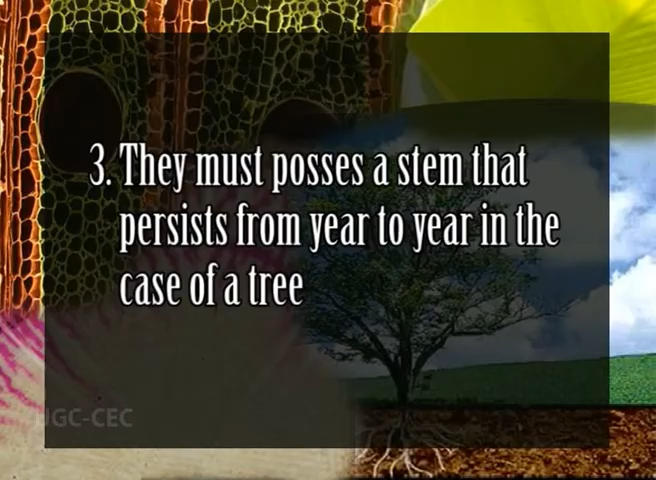 3. They must posses a stem that
persists from year to year in the
case of a tree
UGC-CEC